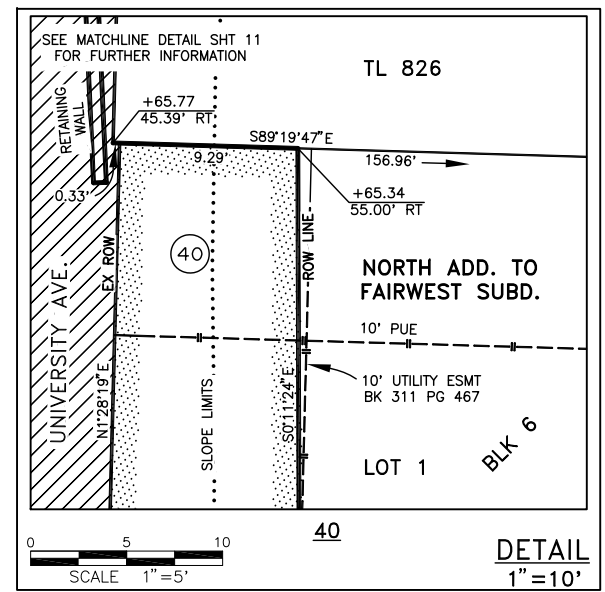 SEE MATCHLINE DETAIL SHT 11
FOR FURTHER INFORMATION
TL 826
RETAINING
WALL
+65.77
45.39' RT
S89°19'47"E
9.29'
156.96'
0.33'
+65.34
55.00' RT
EX ROW
ROW LINE
40
NORTH ADD. TO
FAIRWEST SUBD.
UNIVERSITY AVE.
10' PUE
N1°28'19"E
SLOPE LIMITS
S0°11'24"E
10' UTILITY ESMT
BK 311 PG 467
LOT 1
BLK 6
40
0 5 10
SCALE 1"=5'
DETAIL
1"=10'